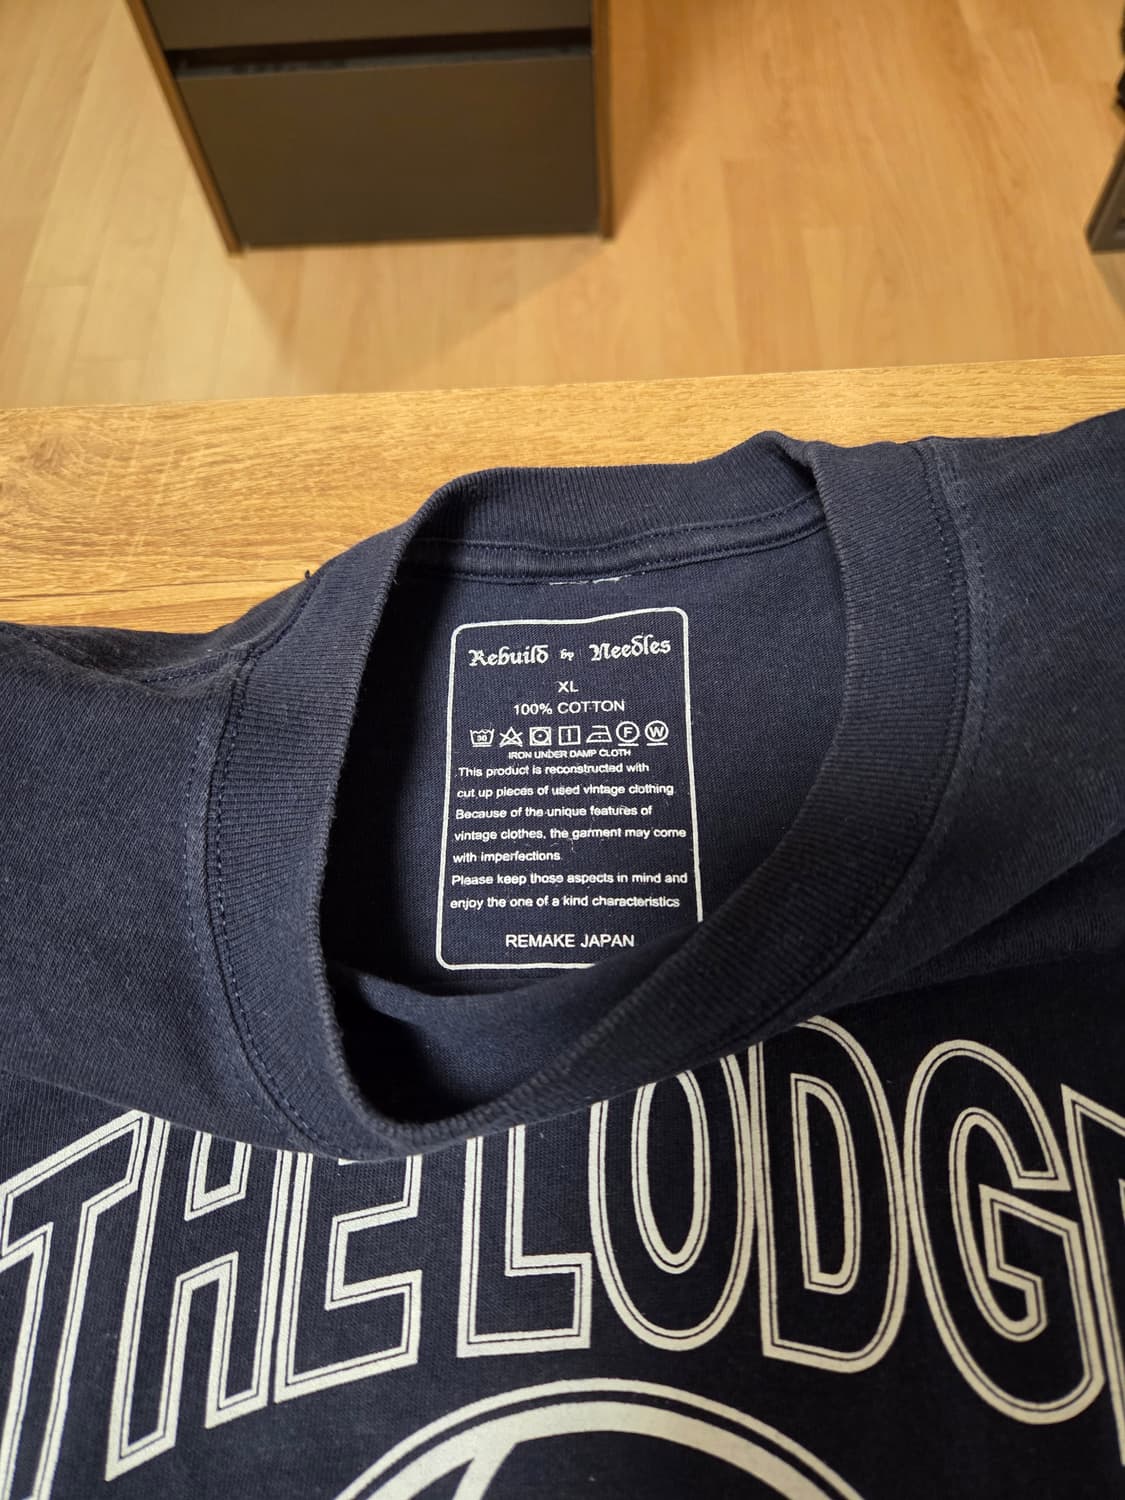 Rebuild by Needles
XL
100% COTTON
30 F W
IRON UNDER DAMP CLOTH
This product is reconstructed with
cut up pieces of used vintage clothing.
Because of the unique features of
vintage clothes, the garment may come
with imperfections.
Please keep those aspects in mind and
enjoy the one of a kind characteristics
REMAKE JAPAN
THE LODG